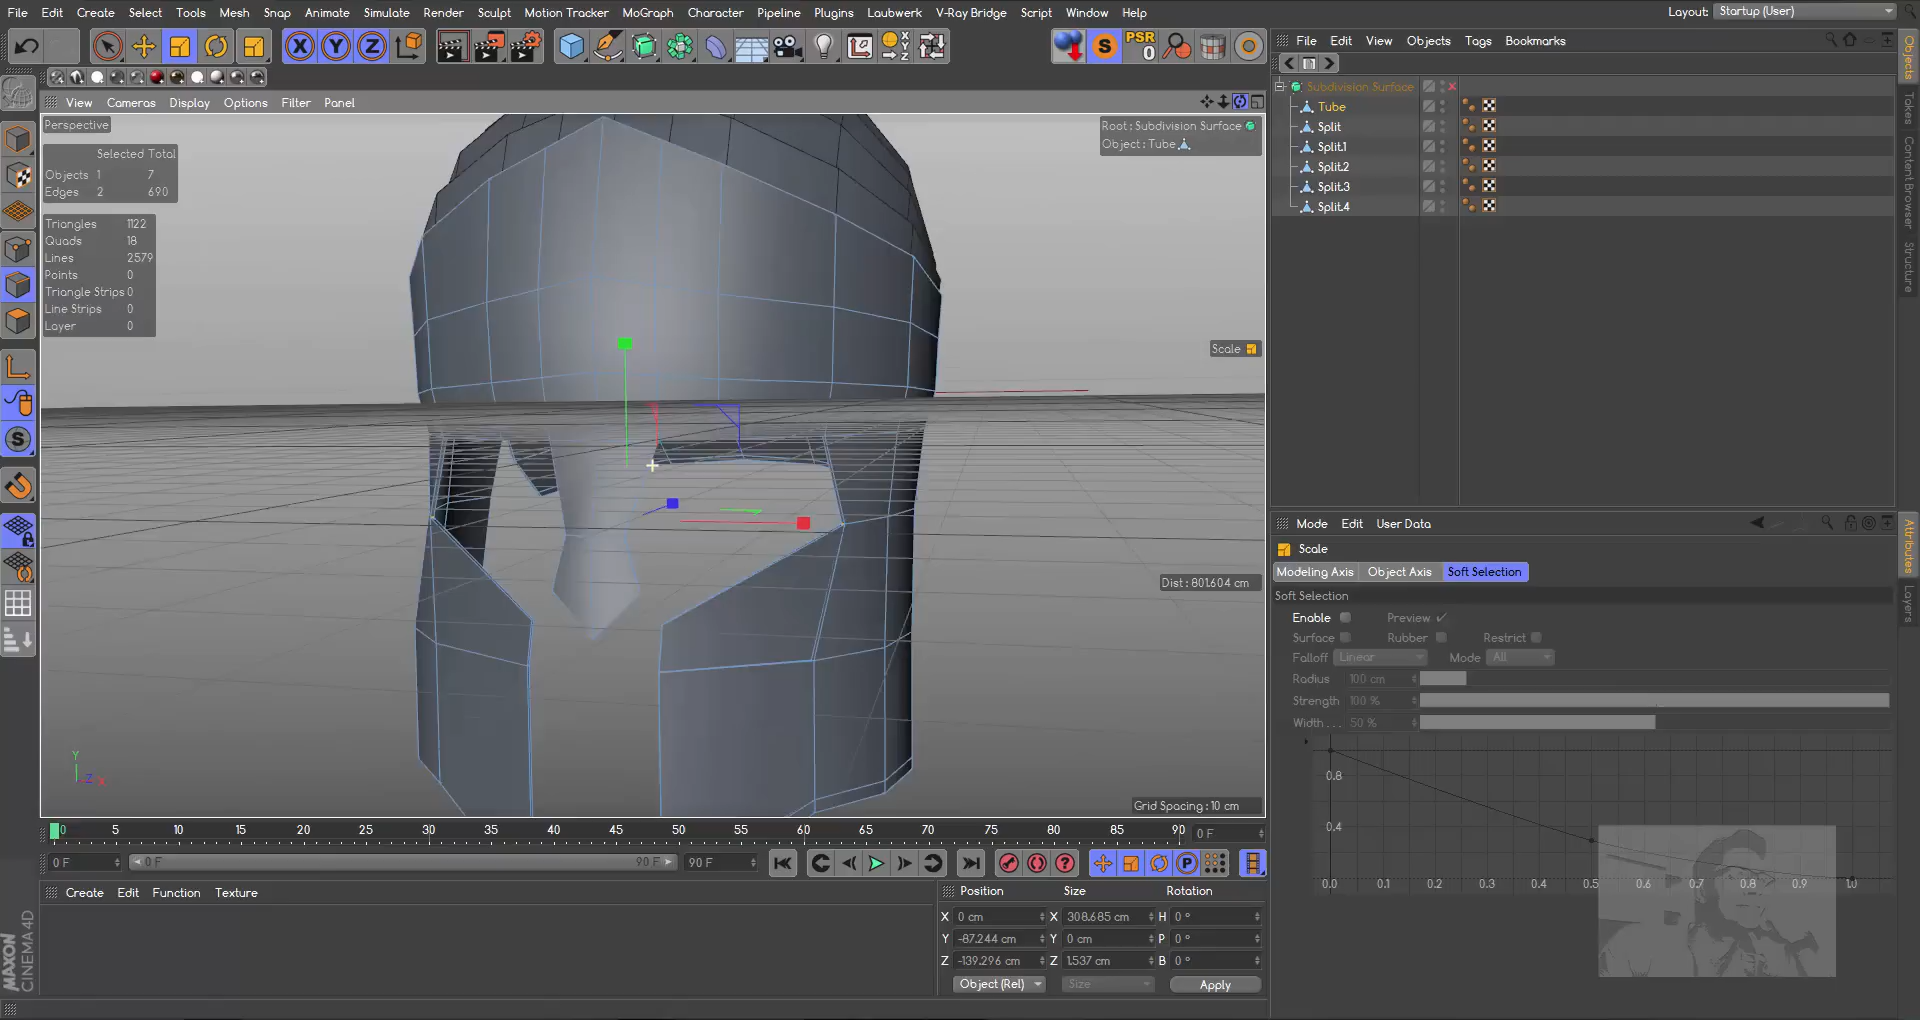 File Edit Create Select Tools Mesh Snap Animate Simulate Render Sculpt Motion Tracker MoGraph Character Pipeline Plugins Laubwerk V-Ray Bridge Script Window Help
Layout: Startup (User)
X Y Z
S
PSR
0
File Edit View Objects Tags Bookmarks
View Cameras Display Options Filter Panel
Perspective
Selected Total
Objects 1 7
Edges 2 690
Triangles 1122
Quads 18
Lines 2579
Points 0
Triangle Strips 0
Line Strips 0
Layer 0
Root : Subdivision Surface
Object : Tube
Scale
Dist : 801.604 cm
Grid Spacing : 10 cm
Y
Z X
Subdivision Surface
Tube
Split
Split.1
Split.2
Split.3
Split.4
Objects
Takes
Content Browser
Structure
Mode Edit User Data
Scale
Modeling Axis Object Axis Soft Selection
Soft Selection
Enable Preview
Surface Rubber Restrict
Falloff Linear Mode All
Radius 100 cm
Strength 100 %
Width . . . 50 %
0.8
0.4
0.0 0.1 0.2 0.3 0.4 0.5 0.6 0.7 0.8 0.9 1.0
Attributes
Layers
0 5 10 15 20 25 30 35 40 45 50 55 60 65 70 75 80 85 90 0 F
0 F 0 F 90 F 90 F
Create Edit Function Texture
Position Size Rotation
X 0 cm X 308.685 cm H 0 °
Y -87.244 cm Y 0 cm P 0 °
Z -139.296 cm Z 1.537 cm B 0 °
Object (Rel) Size Apply
MAXON
CINEMA4D